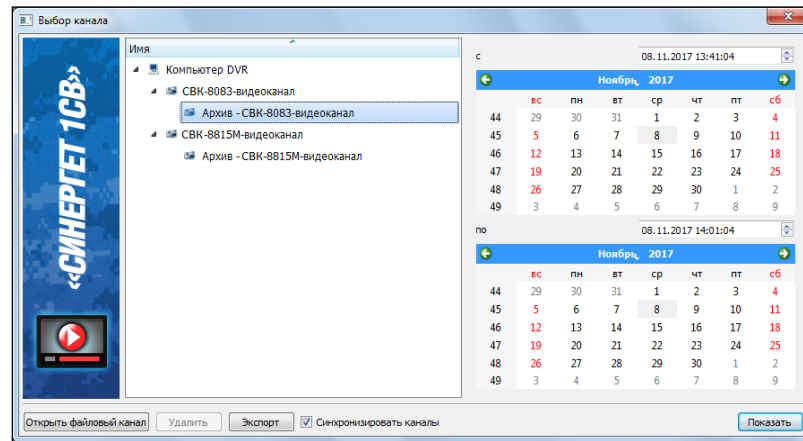 Выбор канала
«СИНЕРГЕТ 1СВ»
Имя
Компьютер DVR
СВК-8083-видеоканал
Архив - СВК-8083-видеоканал
СВК-8815М-видеоканал
Архив - СВК-8815М-видеоканал
с 08.11.2017 13:41:04
Ноябрь, 2017
вс пн вт ср чт пт сб
44 29 30 31 1 2 3 4
45 5 6 7 8 9 10 11
46 12 13 14 15 16 17 18
47 19 20 21 22 23 24 25
48 26 27 28 29 30 1 2
49 3 4 5 6 7 8 9
по 08.11.2017 14:01:04
Ноябрь, 2017
вс пн вт ср чт пт сб
44 29 30 31 1 2 3 4
45 5 6 7 8 9 10 11
46 12 13 14 15 16 17 18
47 19 20 21 22 23 24 25
48 26 27 28 29 30 1 2
49 3 4 5 6 7 8 9
Открыть файловый канал Удалить Экспорт Синхронизировать каналы Показать